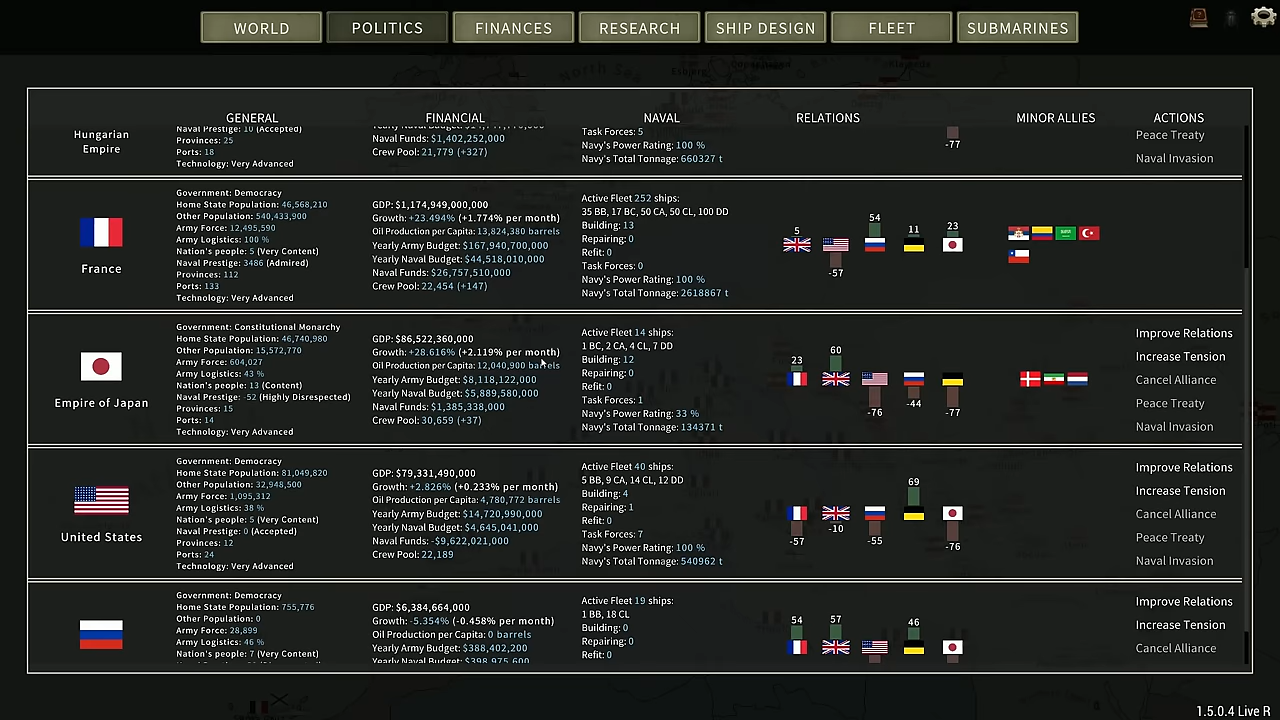 WORLD POLITICS FINANCES RESEARCH SHIP DESIGN FLEET SUBMARINES
North Sea
GENERAL FINANCIAL NAVAL RELATIONS MINOR ALLIES ACTIONS
Hungarian
Empire
Naval Prestige: 10 (Accepted)
Provinces: 25
Ports: 18
Technology: Very Advanced
Naval Funds: $1,402,252,000
Crew Pool: 21,779 (+327)
Task Forces: 5
Navy's Power Rating: 100 %
Navy's Total Tonnage: 660327 t
-77
Peace Treaty
Naval Invasion
France
Government: Democracy
Home State Population: 46,568,210
Other Population: 540,433,900
Army Force: 12,495,590
Army Logistics: 100 %
Nation's people: 5 (Very Content)
Naval Prestige: 3486 (Admired)
Provinces: 112
Ports: 133
Technology: Very Advanced
GDP: $1,174,949,000,000
Growth: +23.494% (+1.774% per month)
Oil Production per Capita: 13,824,380 barrels
Yearly Army Budget: $167,940,700,000
Yearly Naval Budget: $44,518,010,000
Naval Funds: $26,757,510,000
Crew Pool: 22,454 (+147)
Active Fleet 252 ships:
35 BB, 17 BC, 50 CA, 50 CL, 100 DD
Building: 13
Repairing: 0
Refit: 0
Task Forces: 0
Navy's Power Rating: 100 %
Navy's Total Tonnage: 2618867 t
5 54 11 23
-57
Empire of Japan
Government: Constitutional Monarchy
Home State Population: 46,740,980
Other Population: 15,572,770
Army Force: 604,027
Army Logistics: 43 %
Nation's people: 13 (Content)
Naval Prestige: -52 (Highly Disrespected)
Provinces: 15
Ports: 14
Technology: Very Advanced
GDP: $86,522,360,000
Growth: +28.616% (+2.119% per month)
Oil Production per Capita: 12,040,900 barrels
Yearly Army Budget: $8,118,122,000
Yearly Naval Budget: $5,889,580,000
Naval Funds: $1,385,338,000
Crew Pool: 30,659 (+37)
Active Fleet 14 ships:
1 BC, 2 CA, 4 CL, 7 DD
Building: 12
Repairing: 0
Refit: 0
Task Forces: 1
Navy's Power Rating: 33 %
Navy's Total Tonnage: 134371 t
23 60
-76 -44 -77
Improve Relations
Increase Tension
Cancel Alliance
Peace Treaty
Naval Invasion
United States
Government: Democracy
Home State Population: 81,049,820
Other Population: 32,948,500
Army Force: 1,095,312
Army Logistics: 38 %
Nation's people: 5 (Very Content)
Naval Prestige: 0 (Accepted)
Provinces: 12
Ports: 24
Technology: Very Advanced
GDP: $79,331,490,000
Growth: +2.826% (+0.233% per month)
Oil Production per Capita: 4,780,772 barrels
Yearly Army Budget: $14,720,990,000
Yearly Naval Budget: $4,645,041,000
Naval Funds: -$9,622,021,000
Crew Pool: 22,189
Active Fleet 40 ships:
5 BB, 9 CA, 14 CL, 12 DD
Building: 4
Repairing: 1
Refit: 0
Task Forces: 7
Navy's Power Rating: 100 %
Navy's Total Tonnage: 540962 t
69
-57 -10 -55 -76
Improve Relations
Increase Tension
Cancel Alliance
Peace Treaty
Naval Invasion
Government: Democracy
Home State Population: 755,776
Other Population: 0
Army Force: 28,899
Army Logistics: 46 %
Nation's people: 7 (Very Content)
GDP: $6,384,664,000
Growth: -5.354% (-0.458% per month)
Oil Production per Capita: 0 barrels
Yearly Army Budget: $388,402,200
Yearly Naval Budget: $398,975,600
Active Fleet 19 ships:
1 BB, 18 CL
Building: 0
Repairing: 0
Refit: 0
54 57 46
Improve Relations
Increase Tension
Cancel Alliance
1.5.0.4 Live R